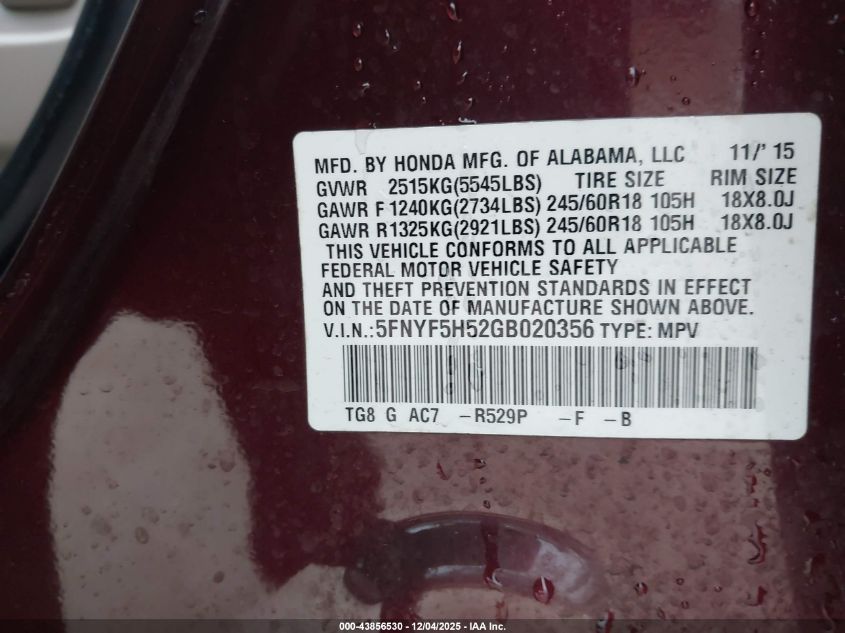 MFD. BY HONDA MFG. OF ALABAMA, LLC 11/' 15
GVWR 2515KG(5545LBS) TIRE SIZE RIM SIZE
GAWR F1240KG(2734LBS) 245/60R18 105H 18X8.0J
GAWR R1325KG(2921LBS) 245/60R18 105H 18X8.0J
THIS VEHICLE CONFORMS TO ALL APPLICABLE
FEDERAL MOTOR VEHICLE SAFETY
AND THEFT PREVENTION STANDARDS IN EFFECT
ON THE DATE OF MANUFACTURE SHOWN ABOVE.
V.I.N.:5FNYF5H52GB020356 TYPE: MPV
TG8 G AC7 -R529P -F -B
000-43856530 - 12/04/2025 - IAA Inc.